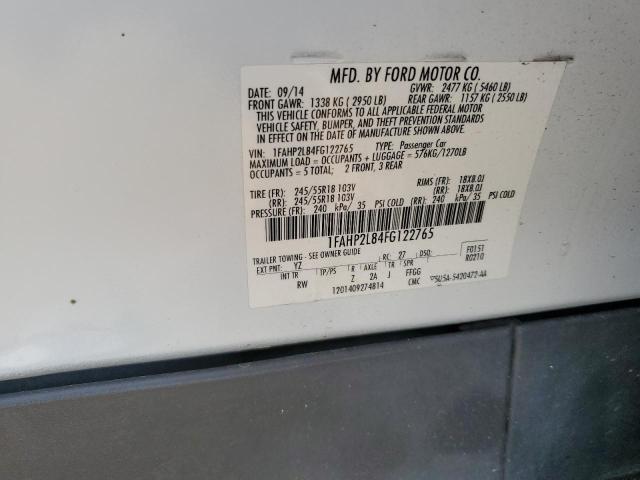 MFD. BY FORD MOTOR CO.
DATE: 09/14 GVWR: 2477 KG ( 5460 LB)
FRONT GAWR: 1338 KG ( 2950 LB) REAR GAWR: 1157 KG ( 2550 LB)
THIS VEHICLE CONFORMS TO ALL APPLICABLE FEDERAL MOTOR
VEHICLE SAFETY, BUMPER, AND THEFT PREVENTION STANDARDS
IN EFFECT ON THE DATE OF MANUFACTURE SHOWN ABOVE.
VIN: 1FAHP2L84FG122765 TYPE: Passenger Car
MAXIMUM LOAD = OCCUPANTS + LUGGAGE = 576KG/1270LB
OCCUPANTS = 5 TOTAL; 2 FRONT, 3 REAR
TIRE (FR): 245/55R18 103V RIMS (FR): 18X8.0J
(RR): 245/55R18 103V (RR): 18X8.0J
PRESSURE (FR): 240 kPa/ 35 PSI COLD (RR): 240 kPa/ 35 PSI COLD
1FAHP2L84FG122765
TRAILER TOWING - SEE OWNER GUIDE F0151
EXT PNT: YZ RC: 27 DSO: R0210
INT TR TP/PS R AXLE TR SPR
RW Z 2A J FFGG
1201409274814 CMC 5U5A-5420472-AA